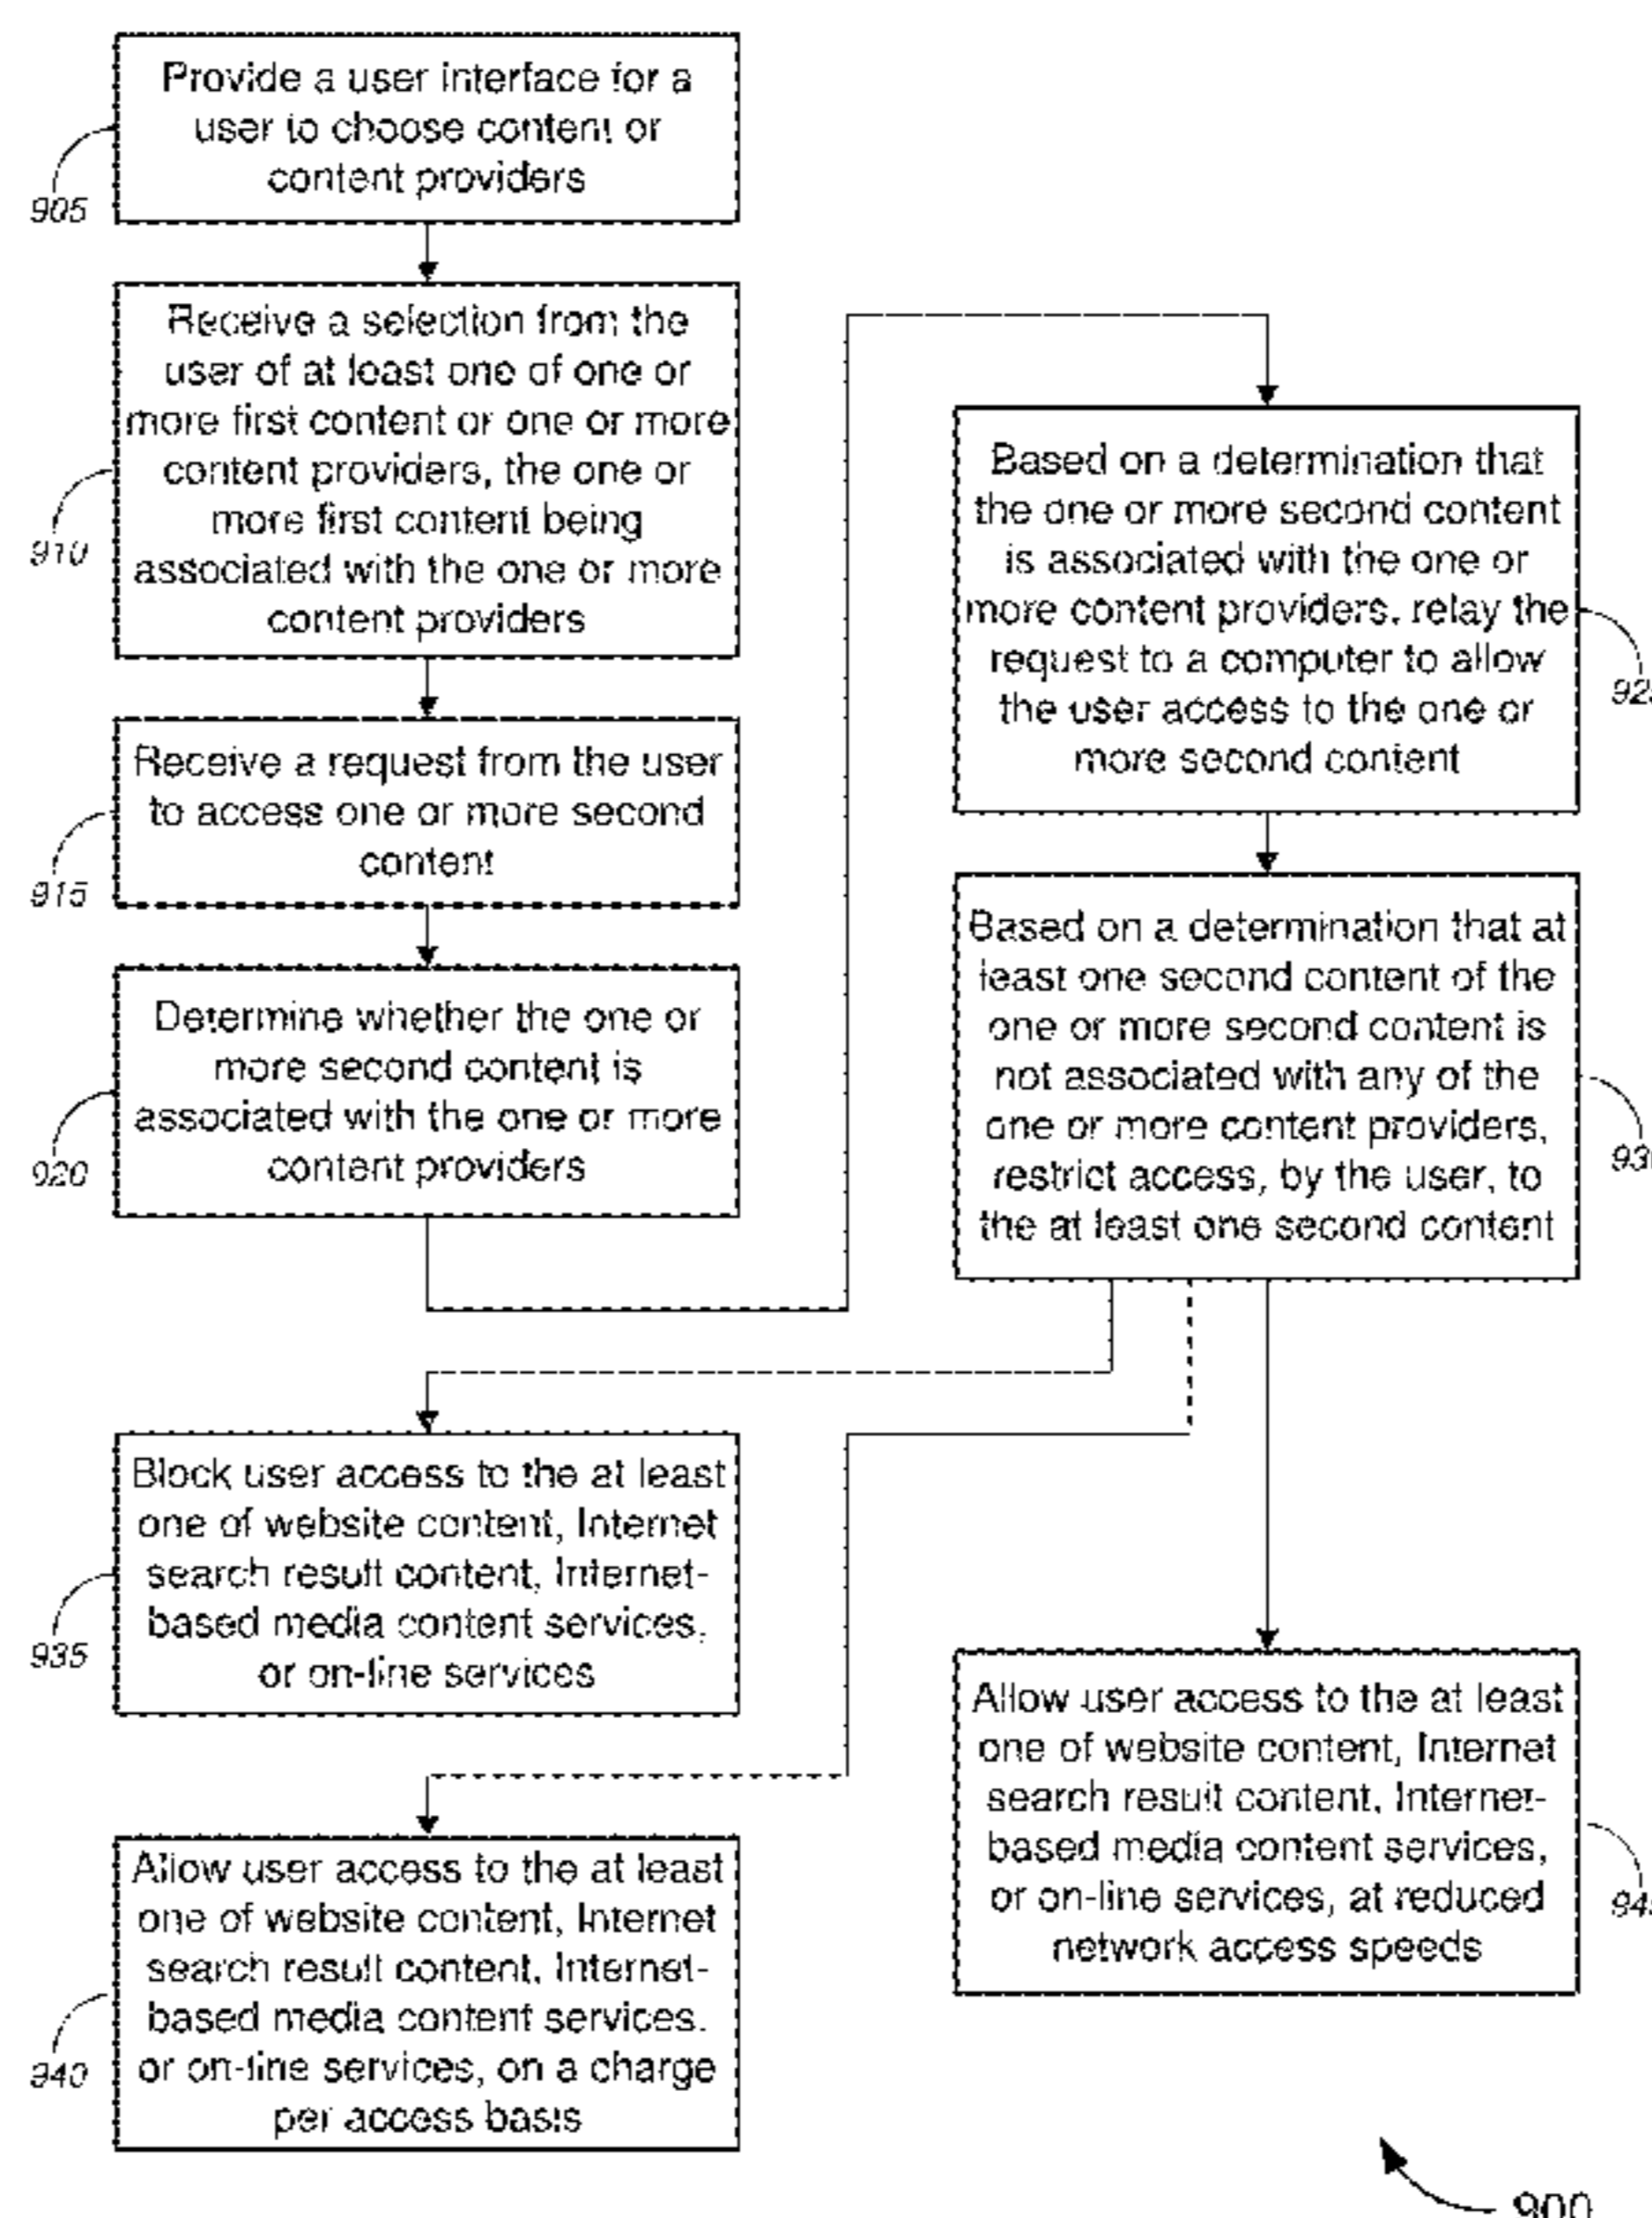 Provide a user interface for a
user to choose content or
content providers
905
Receive a selection from the
user of at least one of one or
more first content or one or more
content providers, the one or
more first content being
associated with the one or more
content providers
910
Receive a request from the user
to access one or more second
content
915
Determine whether the one or
more second content is
associated with the one or more
content providers
920
Based on a determination that
the one or more second content
is associated with the one or
more content providers, relay the
request to a computer to allow
the user access to the one or
more second content
Based on a determination that at
least one second content of the
one or more second content is
not associated with any of the
one or more content providers,
restrict access, by the user, to
the at least one second content
Block user access to the at least
one of website content, Internet
search result content, Internet-
based media content services,
or on-line services
935
Allow user access to the at least
one of website content, Internet
search result content, Internet-
based media content services,
or on-line services, on a charge
per access basis
940
Allow user access to the at least
one of website content, Internet
search result content, Internet-
based media content services,
or on-line services, at reduced
network access speeds
900